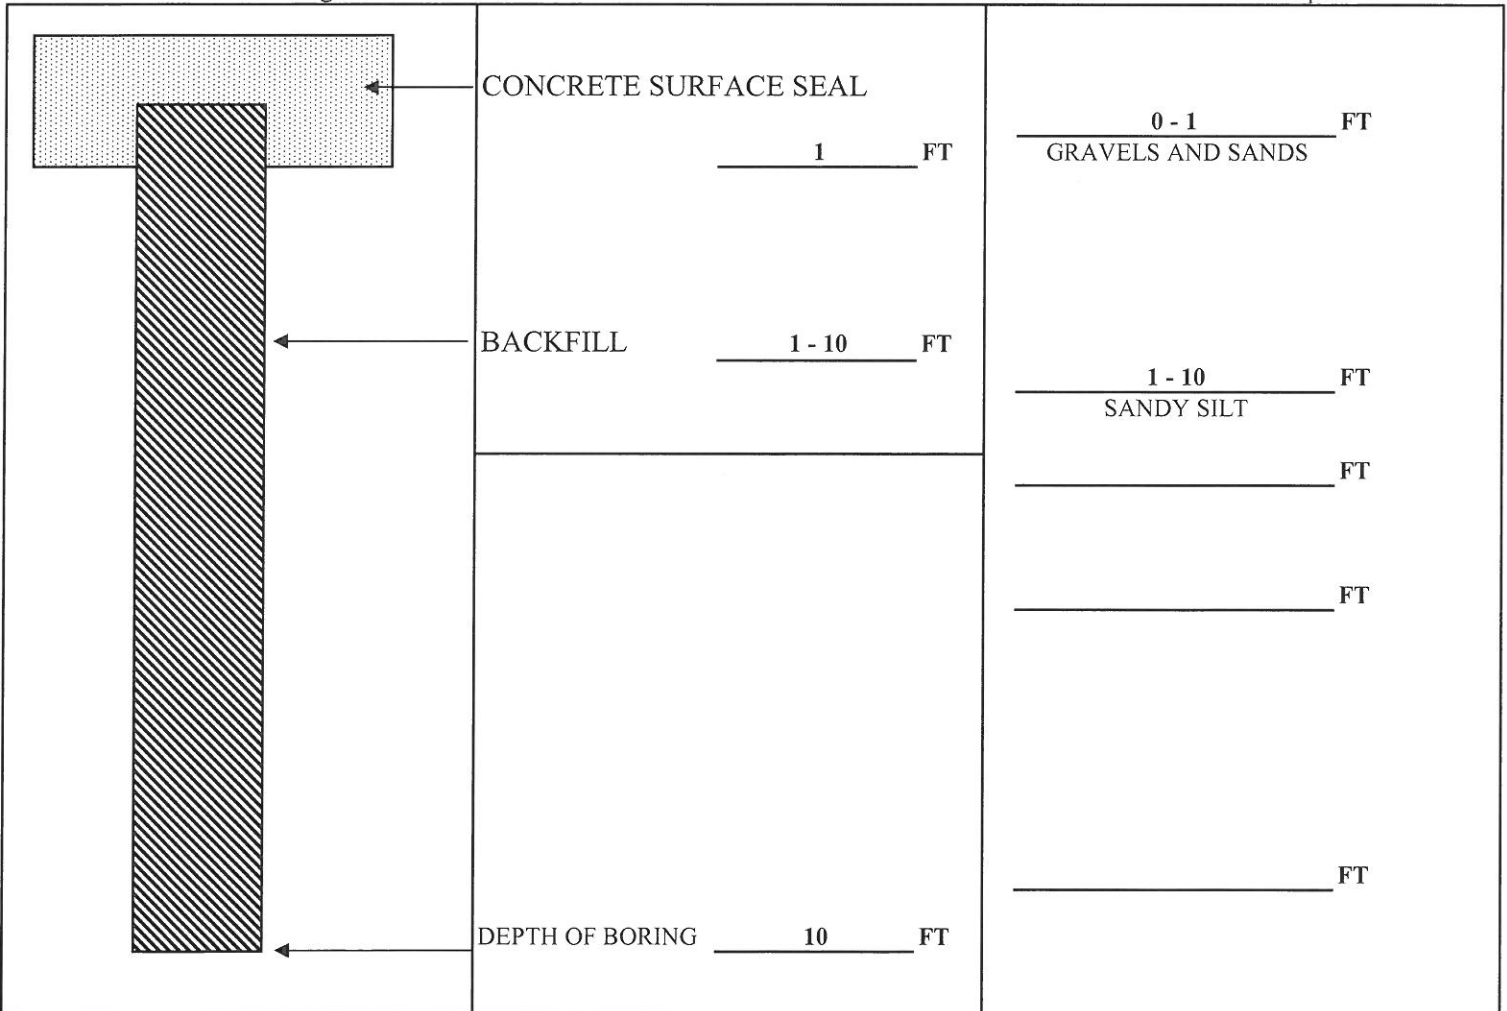 CONCRETE SURFACE SEAL
1 FT
BACKFILL 1 - 10 FT
DEPTH OF BORING 10 FT
0 - 1 FT
GRAVELS AND SANDS
1 - 10 FT
SANDY SILT
FT
FT
FT